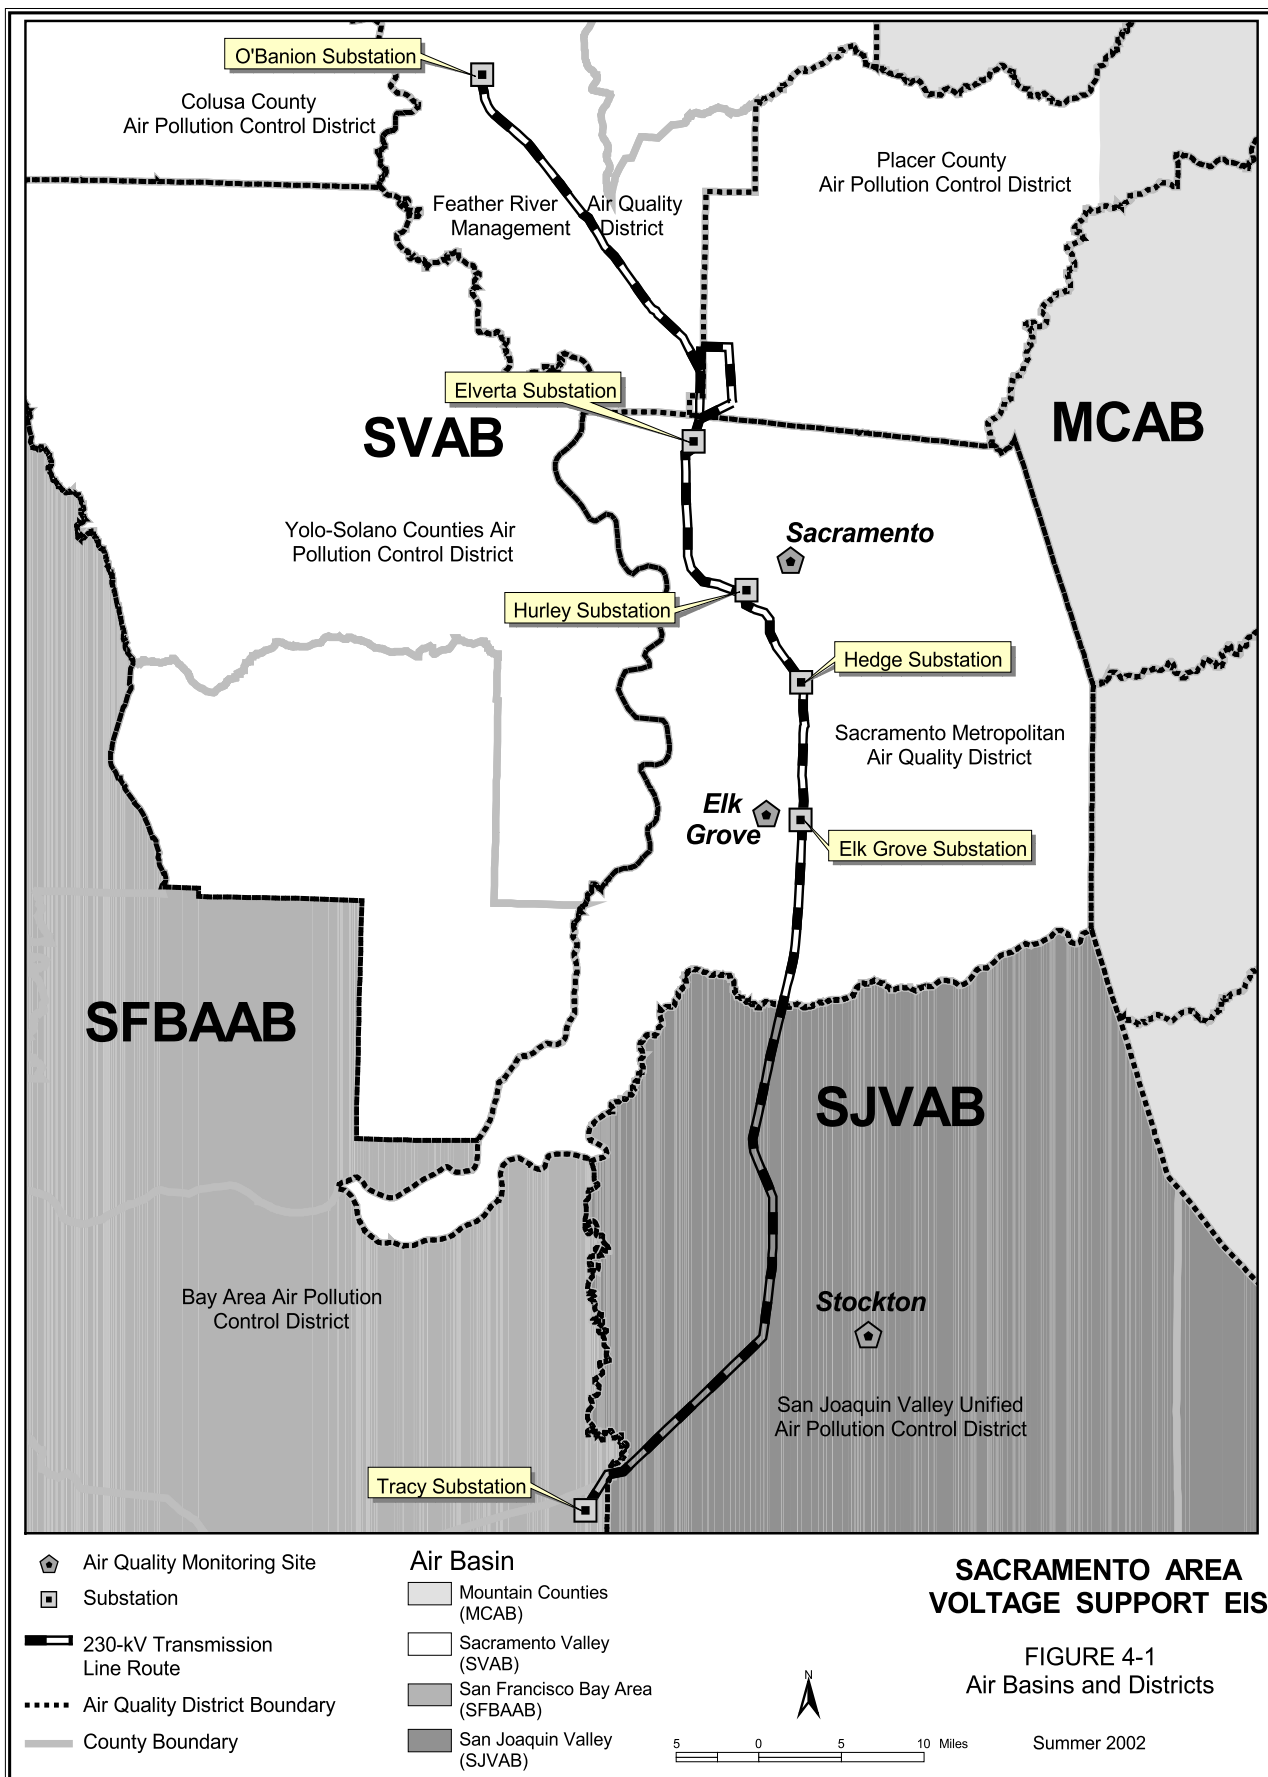 O'Banion Substation
Colusa County
Air Pollution Control District
Placer County
Air Pollution Control District
Feather River Air Quality
Management District
Elverta Substation
SVAB
MCAB
Yolo-Solano Counties Air
Pollution Control District
Sacramento
Hurley Substation
Hedge Substation
Sacramento Metropolitan
Air Quality District
Elk
Grove
Elk Grove Substation
SFBAAB
SJVAB
Bay Area Air Pollution
Control District
Stockton
San Joaquin Valley Unified
Air Pollution Control District
Tracy Substation
Air Quality Monitoring Site
Substation
230-kV Transmission
Line Route
Air Quality District Boundary
County Boundary
Air Basin
Mountain Counties
(MCAB)
Sacramento Valley
(SVAB)
San Francisco Bay Area
(SFBAAB)
San Joaquin Valley
(SJVAB)
N
5 0 5 10 Miles
SACRAMENTO AREA
VOLTAGE SUPPORT EIS
FIGURE 4-1
Air Basins and Districts
Summer 2002